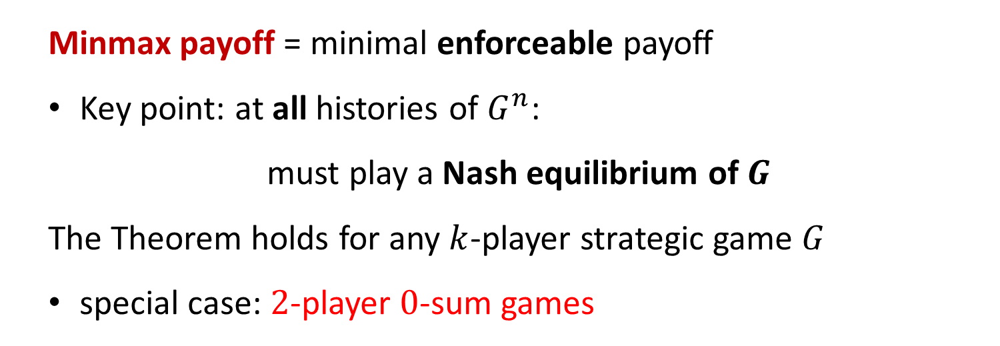 Minmax payoff = minimal enforceable payoff
• Key point: at all histories of Gⁿ:
must play a Nash equilibrium of G
The Theorem holds for any k-player strategic game G
• special case: 2-player 0-sum games